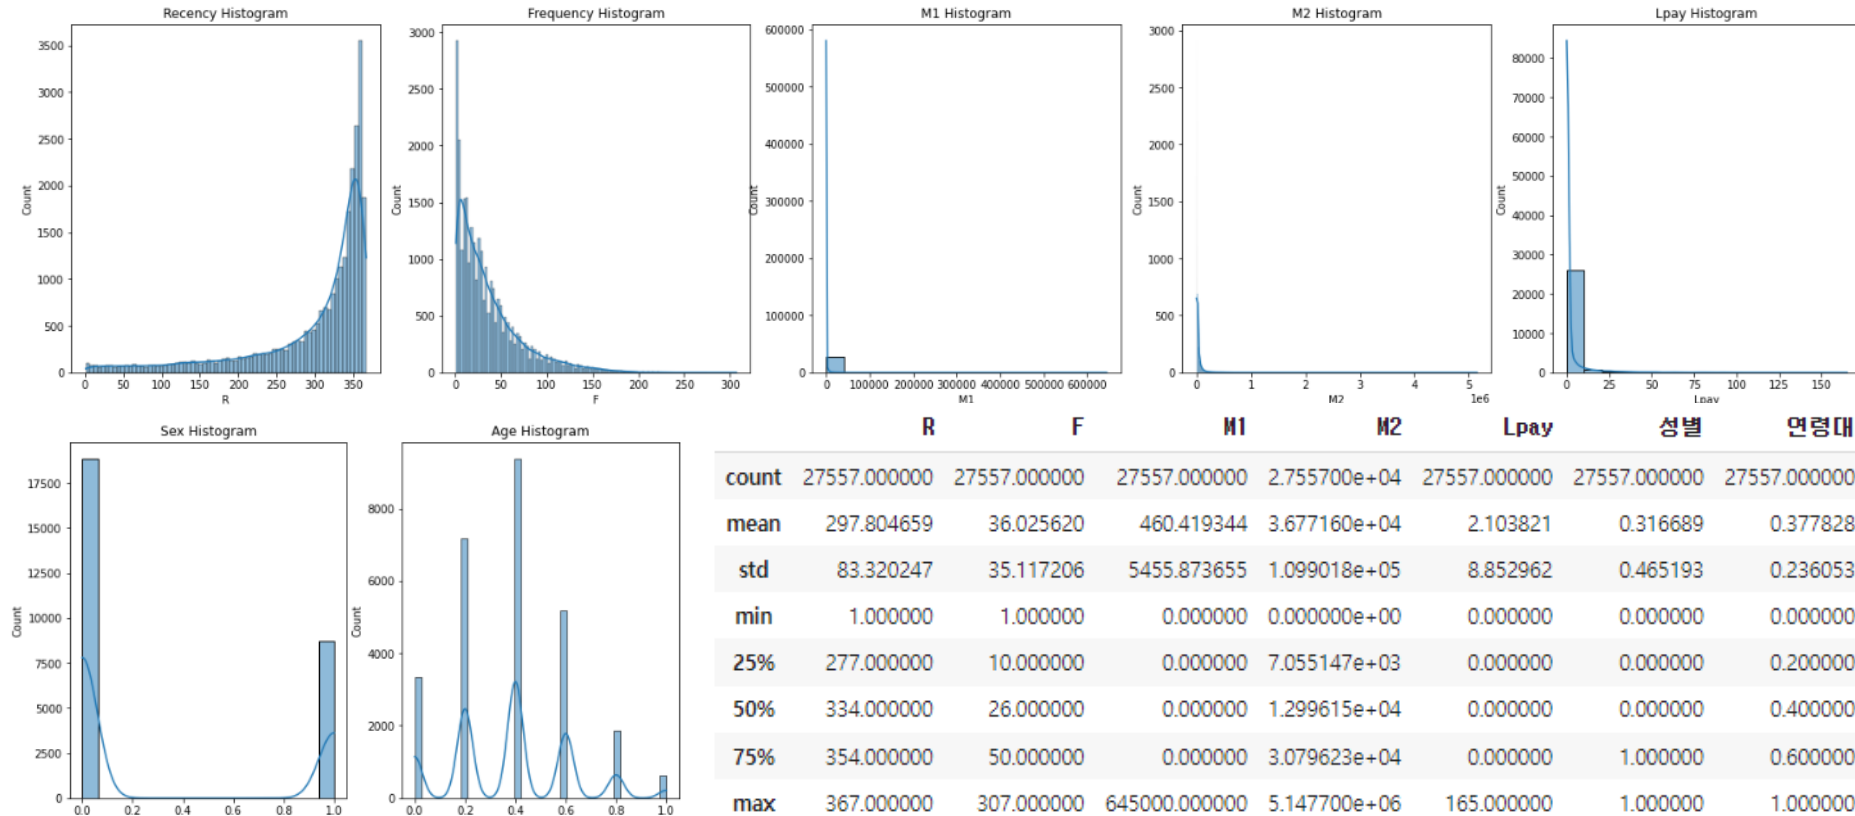 Recency Histogram
Frequency Histogram
M1 Histogram
M2 Histogram
Lpay Histogram
Count
3500
3000
2500
2000
1500
1000
500
0
0 50 100 150 200 250 300 350
R
Count
3000
2500
2000
1500
1000
500
0
0 50 100 150 200 250 300
F
Count
600000
500000
400000
300000
200000
100000
0
0 100000 200000 300000 400000 500000 600000
M1
Count
3000
2500
2000
1500
1000
500
0
0 1 2 3 4 5
1e6
M2
Count
80000
70000
60000
50000
40000
30000
20000
10000
0
0 25 50 75 100 125 150
Lpay
Sex Histogram
Count
17500
15000
12500
10000
7500
5000
2500
0
0.0 0.2 0.4 0.6 0.8 1.0
Age Histogram
Count
8000
6000
4000
2000
0
0.0 0.2 0.4 0.6 0.8 1.0
R F M1 M2 Lpay 성별 연령대
count 27557.000000 27557.000000 27557.000000 2.755700e+04 27557.000000 27557.000000 27557.000000
mean 297.804659 36.025620 460.419344 3.677160e+04 2.103821 0.316689 0.377828
std 83.320247 35.117206 5455.873655 1.099018e+05 8.852962 0.465193 0.236053
min 1.000000 1.000000 0.000000 0.000000e+00 0.000000 0.000000 0.000000
25% 277.000000 10.000000 0.000000 7.055147e+03 0.000000 0.000000 0.200000
50% 334.000000 26.000000 0.000000 1.299615e+04 0.000000 0.000000 0.400000
75% 354.000000 50.000000 0.000000 3.079623e+04 0.000000 1.000000 0.600000
max 367.000000 307.000000 645000.000000 5.147700e+06 165.000000 1.000000 1.000000